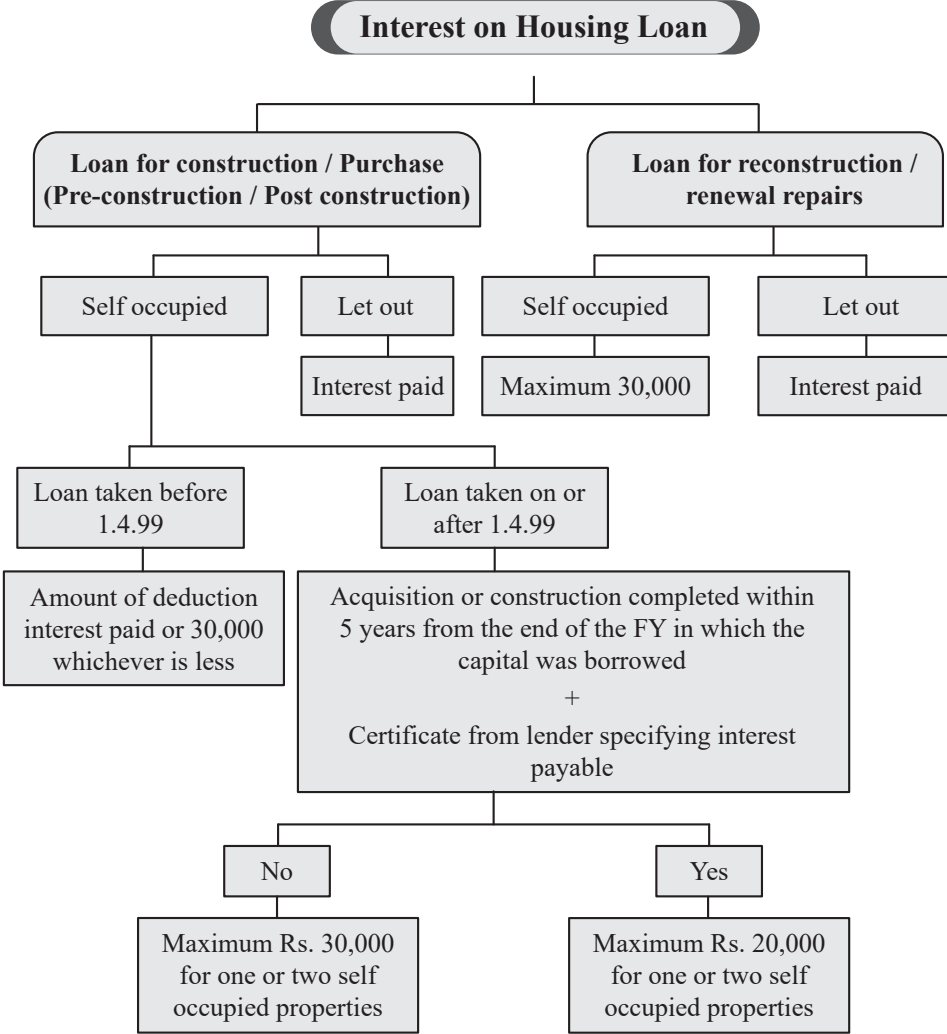 Interest on Housing Loan
Loan for construction / Purchase
(Pre-construction / Post construction)
Loan for reconstruction /
renewal repairs
Self occupied
Let out
Self occupied
Let out
Interest paid
Maximum 30,000
Interest paid
Loan taken before
1.4.99
Loan taken on or
after 1.4.99
Amount of deduction
interest paid or 30,000
whichever is less
Acquisition or construction completed within
5 years from the end of the FY in which the
capital was borrowed
+
Certificate from lender specifying interest
payable
No
Yes
Maximum Rs. 30,000
for one or two self
occupied properties
Maximum Rs. 20,000
for one or two self
occupied properties